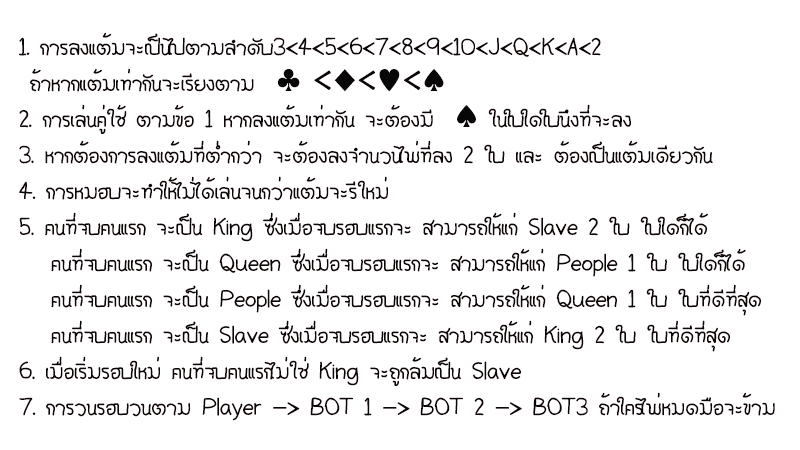 1. การลงแต้มจะเป็นไปตามลำดับ3<4<5<6<7<8<9<10<J<Q<K<A<2
ถ้าหากแต้มเท่ากันจะเรียงตาม ♣ <♦<♥<♠
2. การเล่นคู่ใช้ ตามข้อ 1 หากลงแต้มเท่ากัน จะต้องมี ♠ ในใบใดใบนึงที่จะลง
3. หากต้องการลงแต้มที่ต่ำกว่า จะต้องลงจำนวนไพ่ที่ลง 2 ใบ และ ต้องเป็นแต้มเดียวกัน
4. การหมอบจะทำให้ไม่ได้เล่นจนกว่าแต้มจะรีใหม่
5. คนที่จบคนแรก จะเป็น King ซึ่งเมื่อจบรอบแรกจะ สามารถให้แก่ Slave 2 ใบ ใบใดก็ได้
คนที่จบคนแรก จะเป็น Queen ซึ่งเมื่อจบรอบแรกจะ สามารถให้แก่ People 1 ใบ ใบใดก็ได้
คนที่จบคนแรก จะเป็น People ซึ่งเมื่อจบรอบแรกจะ สามารถให้แก่ Queen 1 ใบ ใบที่ดีที่สุด
คนที่จบคนแรก จะเป็น Slave ซึ่งเมื่อจบรอบแรกจะ สามารถให้แก่ King 2 ใบ ใบที่ดีที่สุด
6. เมื่อเริ่มรอบใหม่ คนที่จบคนแรกไม่ใช่ King จะถูกล้มเป็น Slave
7. การวนรอบวนตาม Player -> BOT 1 -> BOT 2 -> BOT3 ถ้าใครไพ่หมดมือจะข้าม